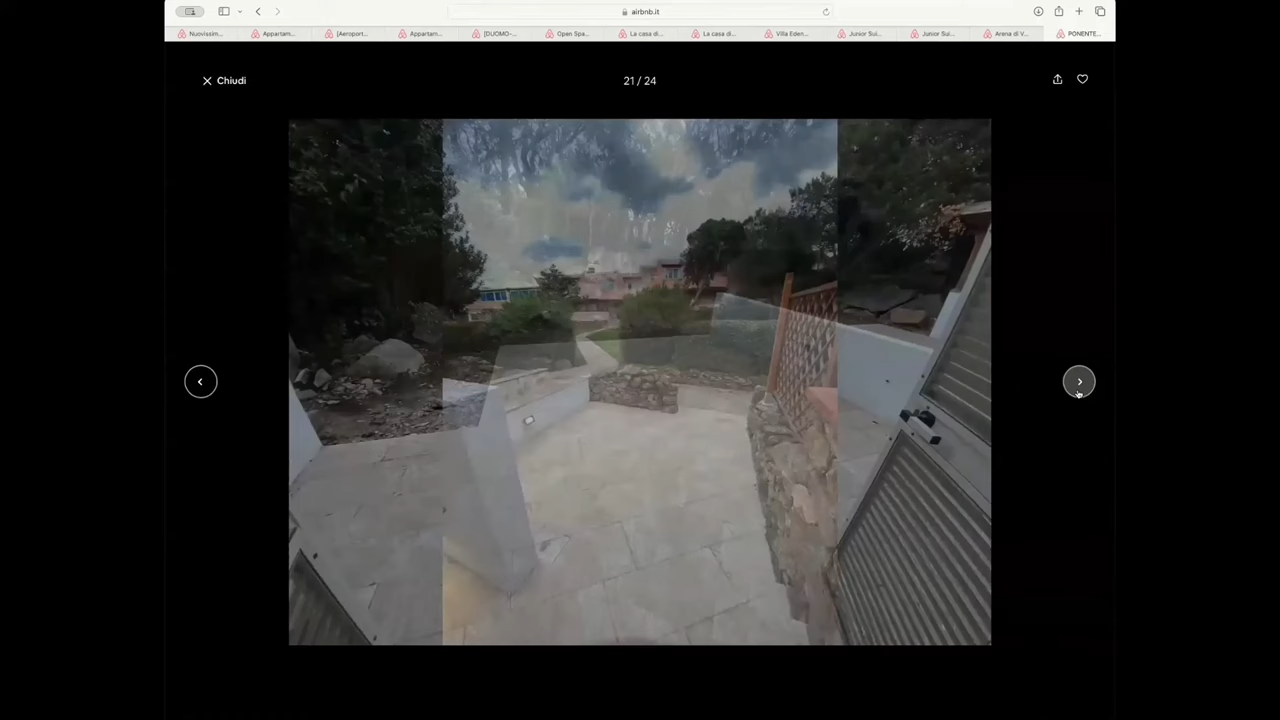 airbnb.it
Nuovissim...
Appartam...
[Aeroport...
Appartam...
[DUOMO-...
Open Spa...
La casa di...
La casa di...
Villa Eden...
Junior Sui...
Junior Sui...
Arena di V...
PONENTE...
Chiudi
21 / 24